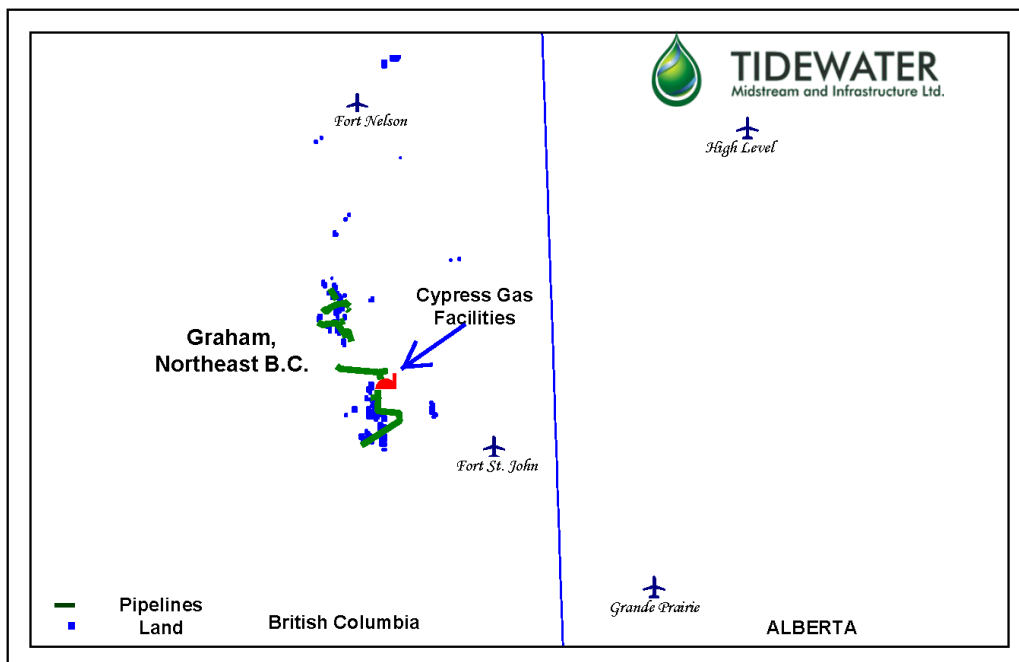 TIDEWATER
Midstream and Infrastructure Ltd.
Fort Nelson
High Level
Cypress Gas
Facilities
Graham,
Northeast B.C.
Fort St. John
Grande Prairie
Pipelines
Land
British Columbia
ALBERTA